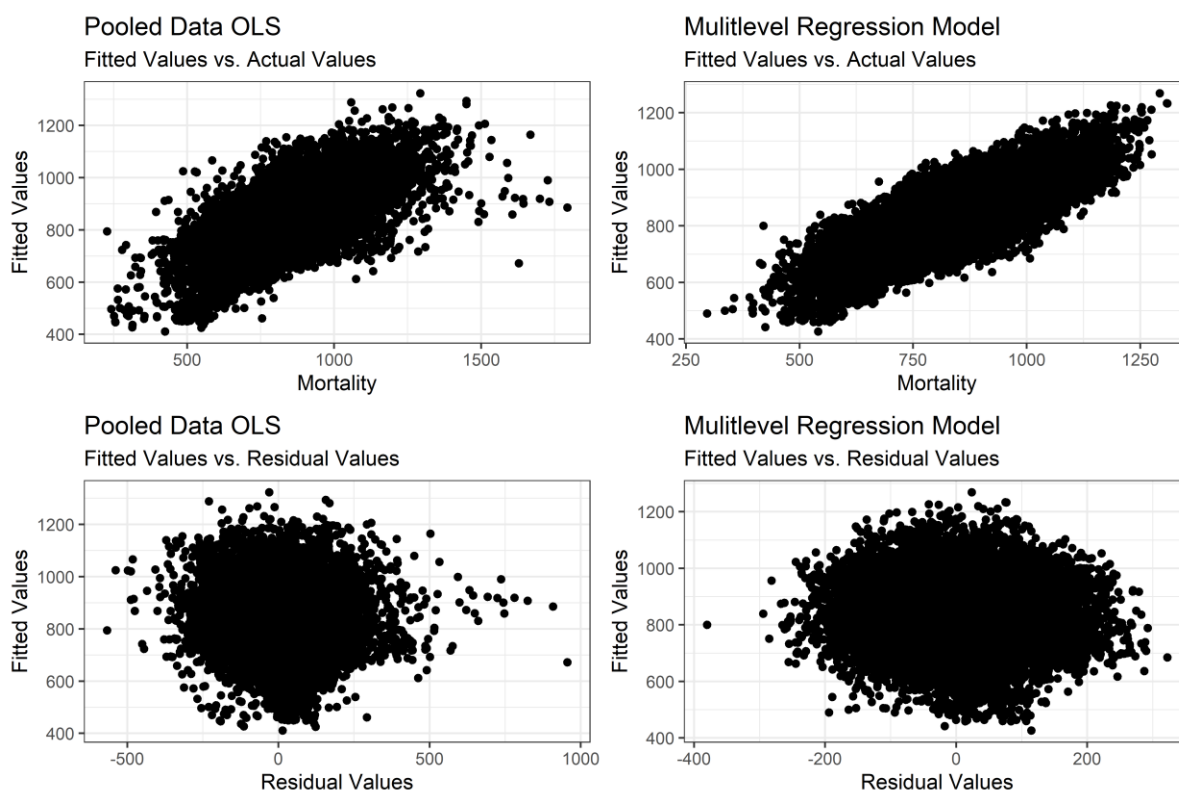 Pooled Data OLS
Fitted Values vs. Actual Values
1200
1000
800
600
400
Fitted Values
500
1000
1500
Mortality
Mulitlevel Regression Model
Fitted Values vs. Actual Values
1200
1000
800
600
400
Fitted Values
250
500
750
1000
1250
Mortality
Pooled Data OLS
Fitted Values vs. Residual Values
1200
1000
800
600
400
Fitted Values
-500
0
500
1000
Residual Values
Mulitlevel Regression Model
Fitted Values vs. Residual Values
1200
1000
800
600
400
Fitted Values
-400
-200
0
200
Residual Values